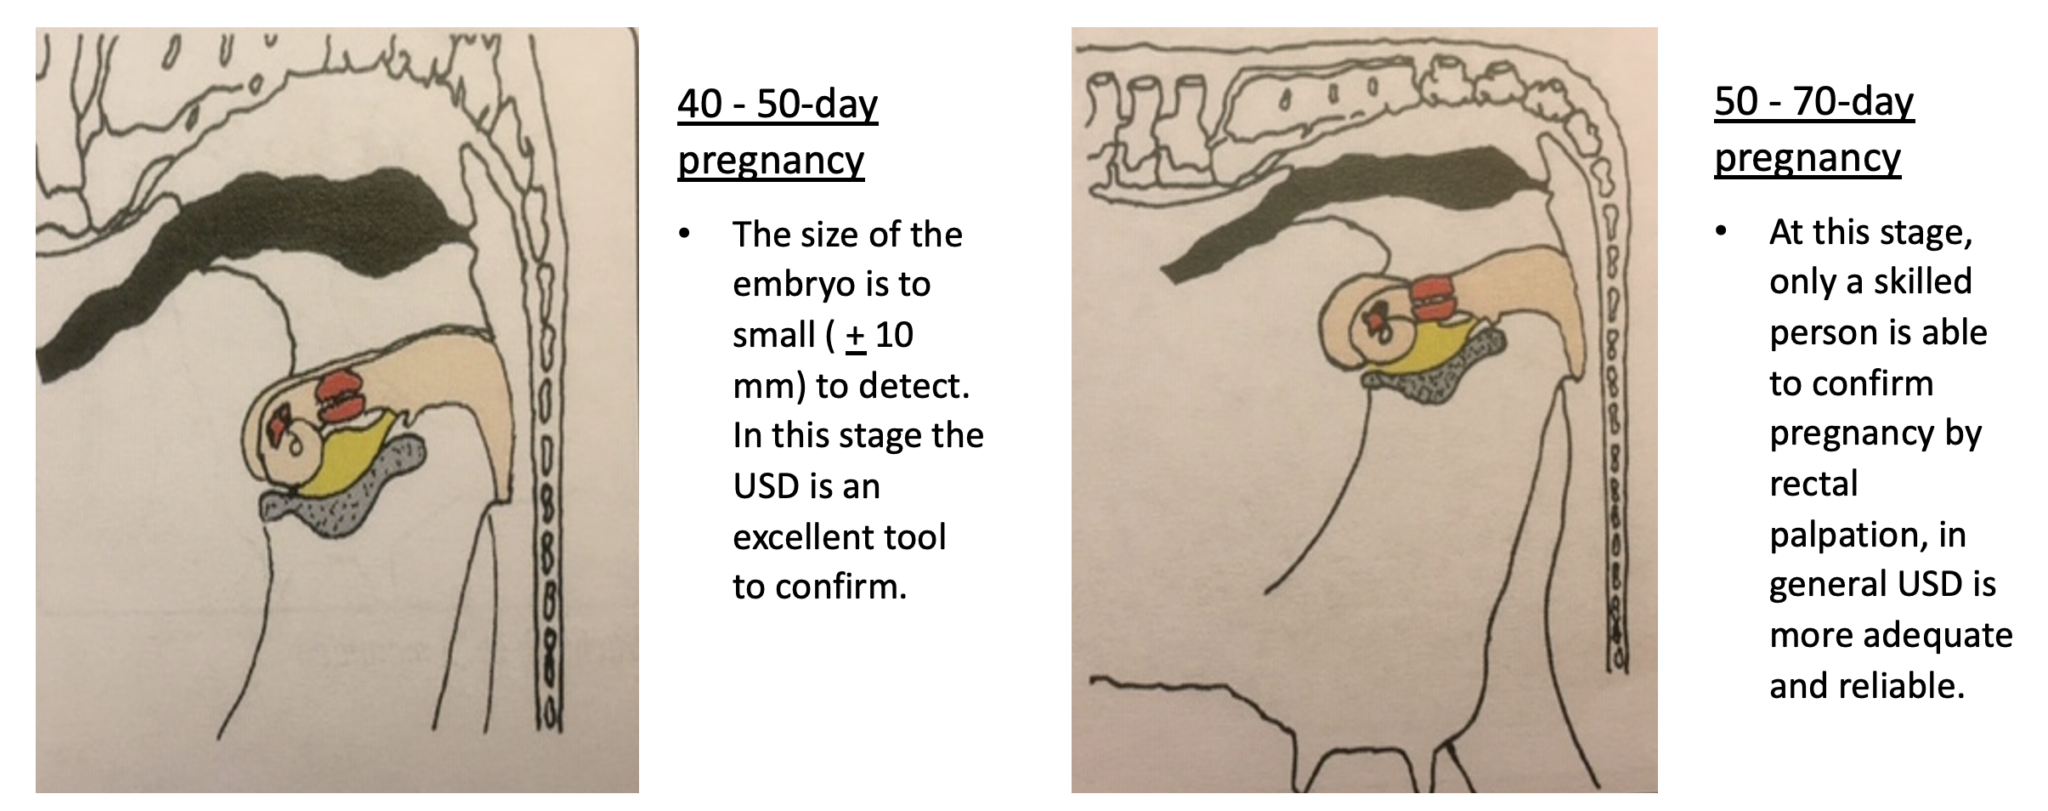 40 - 50-day
pregnancy
• The size of the
embryo is to
small ( ± 10
mm) to detect.
In this stage the
USD is an
excellent tool
to confirm.
50 - 70-day
pregnancy
• At this stage,
only a skilled
person is able
to confirm
pregnancy by
rectal
palpation, in
general USD is
more adequate
and reliable.